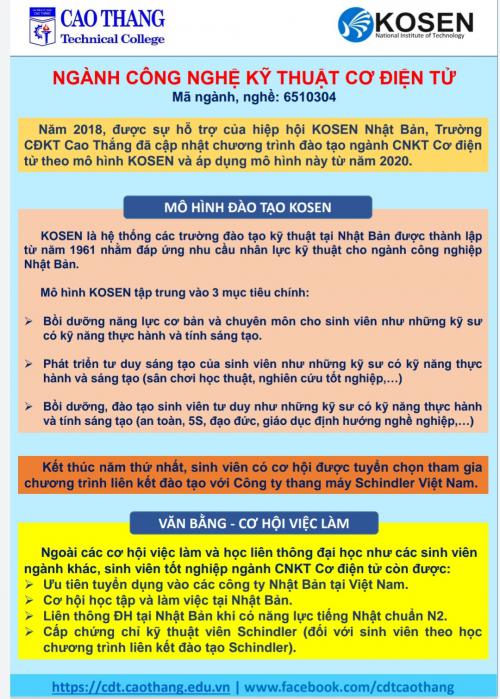 CAO THANG
Technical College
KOSEN
National Institute of Technology
NGÀNH CÔNG NGHỆ KỸ THUẬT CƠ ĐIỆN TỬ
Mã ngành, nghề: 6510304
Năm 2018, được sự hỗ trợ của hiệp hội KOSEN Nhật Bản, Trường
CĐKT Cao Thắng đã cập nhật chương trình đào tạo ngành CNKT Cơ điện
tử theo mô hình KOSEN và áp dụng mô hình này từ năm 2020.
MÔ HÌNH ĐÀO TẠO KOSEN
KOSEN là hệ thống các trường đào tạo kỹ thuật tại Nhật Bản được thành lập
từ năm 1961 nhằm đáp ứng nhu cầu nhân lực kỹ thuật cho ngành công nghiệp
Nhật Bản.
Mô hình KOSEN tập trung vào 3 mục tiêu chính:
➢ Bồi dưỡng năng lực cơ bản và chuyên môn cho sinh viên như những kỹ sư
có kỹ năng thực hành và tính sáng tạo.
➢ Phát triển tư duy sáng tạo của sinh viên như những kỹ sư có kỹ năng thực
hành và sáng tạo (sân chơi học thuật, nghiên cứu tốt nghiệp,...)
➢ Bồi dưỡng, đào tạo sinh viên tư duy như những kỹ sư có kỹ năng thực hành
và tính sáng tạo (an toàn, 5S, đạo đức, giáo dục định hướng nghề nghiệp,...)
Kết thúc năm thứ nhất, sinh viên có cơ hội được tuyển chọn tham gia
chương trình liên kết đào tạo với Công ty thang máy Schindler Việt Nam.
VĂN BẰNG - CƠ HỘI VIỆC LÀM
Ngoài các cơ hội việc làm và học liên thông đại học như các sinh viên
ngành khác, sinh viên tốt nghiệp ngành CNKT Cơ điện tử còn được:
➢ Ưu tiên tuyển dụng vào các công ty Nhật Bản tại Việt Nam.
➢ Cơ hội học tập và làm việc tại Nhật Bản.
➢ Liên thông ĐH tại Nhật Bản khi có năng lực tiếng Nhật chuẩn N2.
➢ Cấp chứng chỉ kỹ thuật viên Schindler (đối với sinh viên theo học
chương trình liên kết đào tạo Schindler).
https://cdt.caothang.edu.vn | www.facebook.com/cdtcaothang